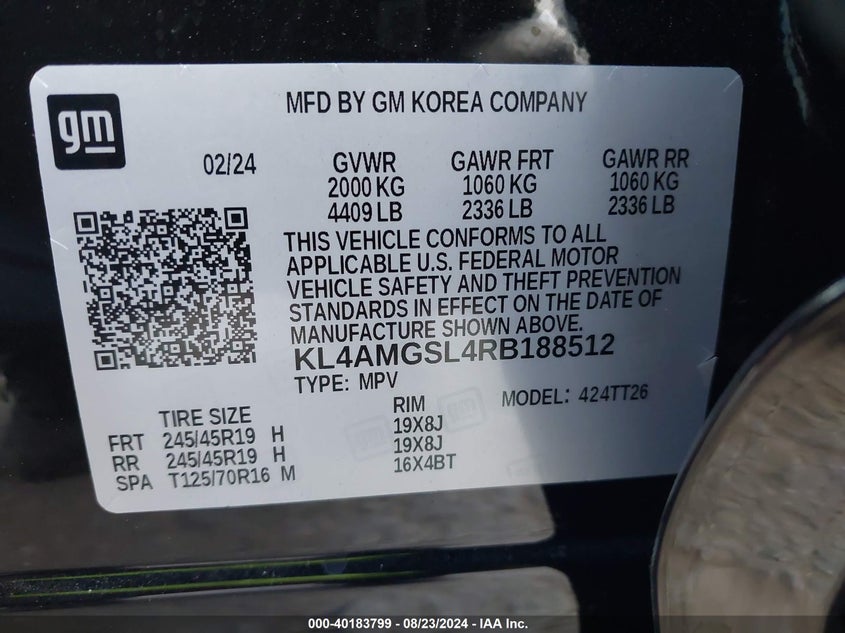 gm
MFD BY GM KOREA COMPANY
02/24 GVWR GAWR FRT GAWR RR
2000 KG 1060 KG 1060 KG
4409 LB 2336 LB 2336 LB
THIS VEHICLE CONFORMS TO ALL
APPLICABLE U.S. FEDERAL MOTOR
VEHICLE SAFETY AND THEFT PREVENTION
STANDARDS IN EFFECT ON THE DATE OF
MANUFACTURE SHOWN ABOVE.
KL4AMGSL4RB188512
TYPE: MPV MODEL: 424TT26
TIRE SIZE RIM
FRT 245/45R19 H 19X8J
RR 245/45R19 H 19X8J
SPA T125/70R16 M 16X4BT
000-40183799 - 08/23/2024 - IAA Inc.